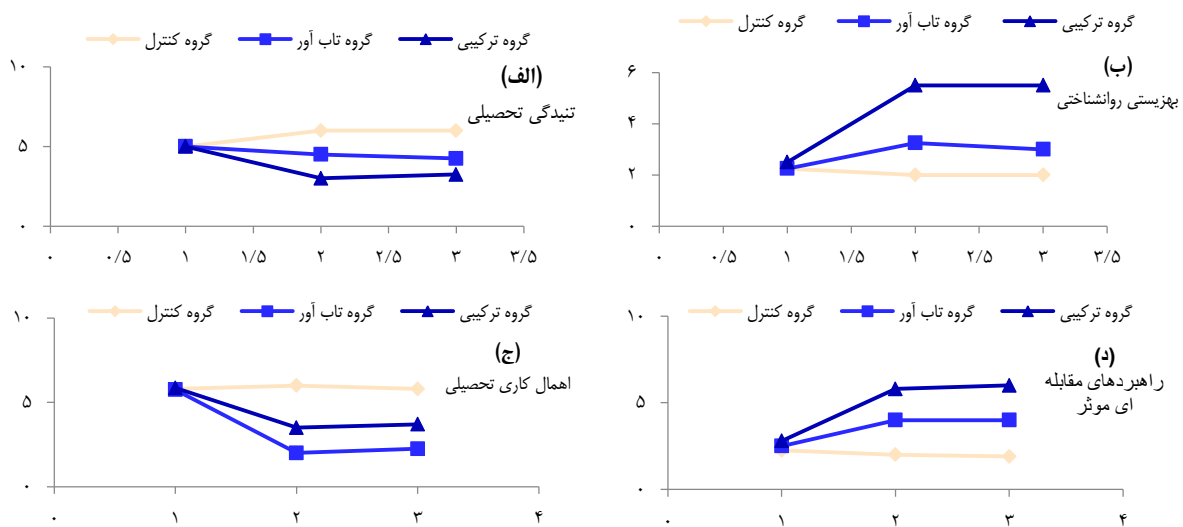 گروه ترکیبی گروه تاب آور گروه کنترل
(الف)
تنیدگی تحصیلی
۱۰
۵
۰
۰ ۰/۵ ۱ ۱/۵ ۲ ۲/۵ ۳ ۳/۵
گروه ترکیبی گروه تاب آور گروه کنترل
(ب)
بهزیستی روانشناختی
۶
۴
۲
۰
۰ ۰/۵ ۱ ۱/۵ ۲ ۲/۵ ۳ ۳/۵
گروه ترکیبی گروه تاب آور گروه کنترل
(ج)
اهمال کاری تحصیلی
۱۰
۵
۰
۰ ۱ ۲ ۳ ۴
گروه ترکیبی گروه تاب آور گروه کنترل
(د)
راهبردهای مقابله
ای موثر
۱۰
۵
۰
۰ ۱ ۲ ۳ ۴